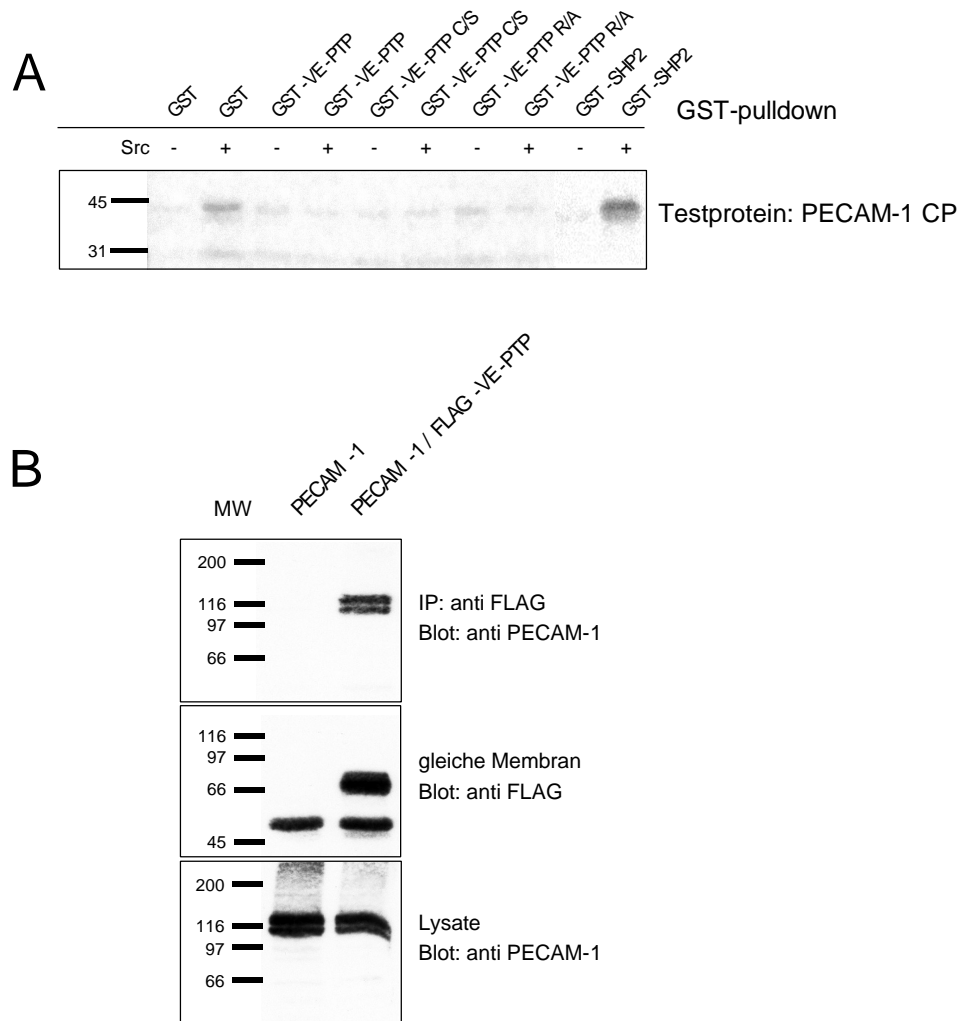 A
GST
GST
GST -VE-PTP
GST -VE-PTP
GST -VE-PTP C/S
GST -VE-PTP C/S
GST -VE-PTP R/A
GST -VE-PTP R/A
GST -SHP2
GST -SHP2
GST-pulldown
Src - + - + - + - + - +
45
31
Testprotein: PECAM-1 CP
B
MW
PECAM -1
PECAM -1 / FLAG -VE-PTP
200
116
97
66
IP: anti FLAG
Blot: anti PECAM-1
116
97
66
45
gleiche Membran
Blot: anti FLAG
200
116
97
66
Lysate
Blot: anti PECAM-1